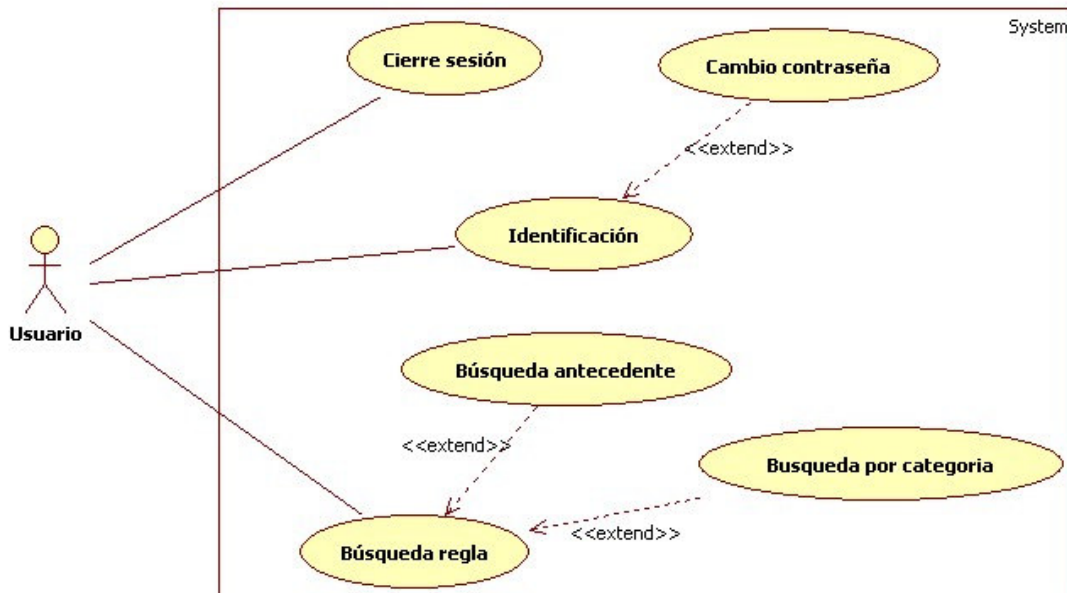 System
Cierre sesión
Cambio contraseña
<<extend>>
Identificación
Usuario
Búsqueda antecedente
<<extend>>
Busqueda por categoria
<<extend>>
Búsqueda regla